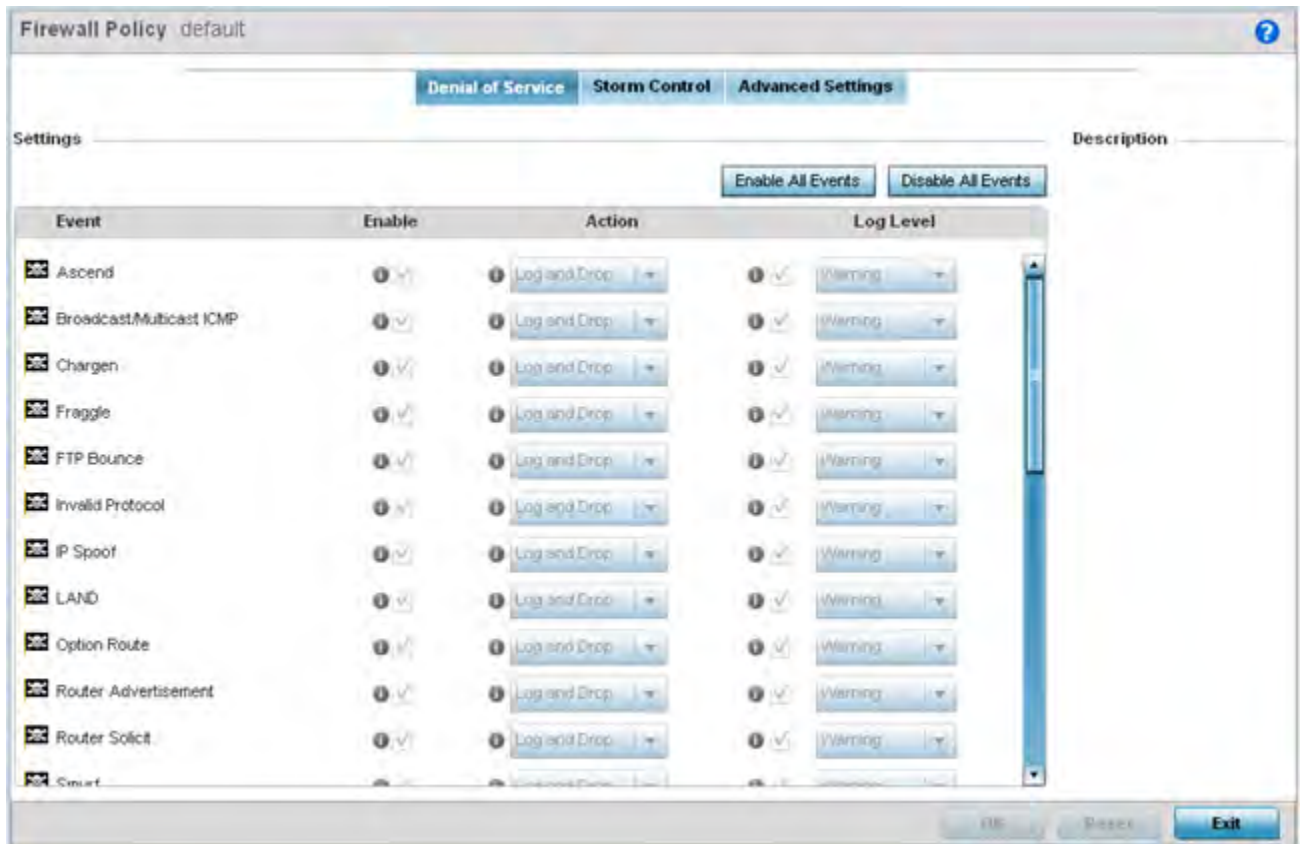 Firewall Policy default
Denial of Service Storm Control Advanced Settings
Settings Description
Enable All Events Disable All Events
Event Enable Action Log Level
Ascend Log and Drop Warning
Broadcast/Multicast ICMP Log and Drop Warning
Chargen Log and Drop Warning
Fraggle Log and Drop Warning
FTP Bounce Log and Drop Warning
Invalid Protocol Log and Drop Warning
IP Spoof Log and Drop Warning
LAND Log and Drop Warning
Option Route Log and Drop Warning
Router Advertisement Log and Drop Warning
Router Solicit Log and Drop Warning
Smurf
OK Reset Exit